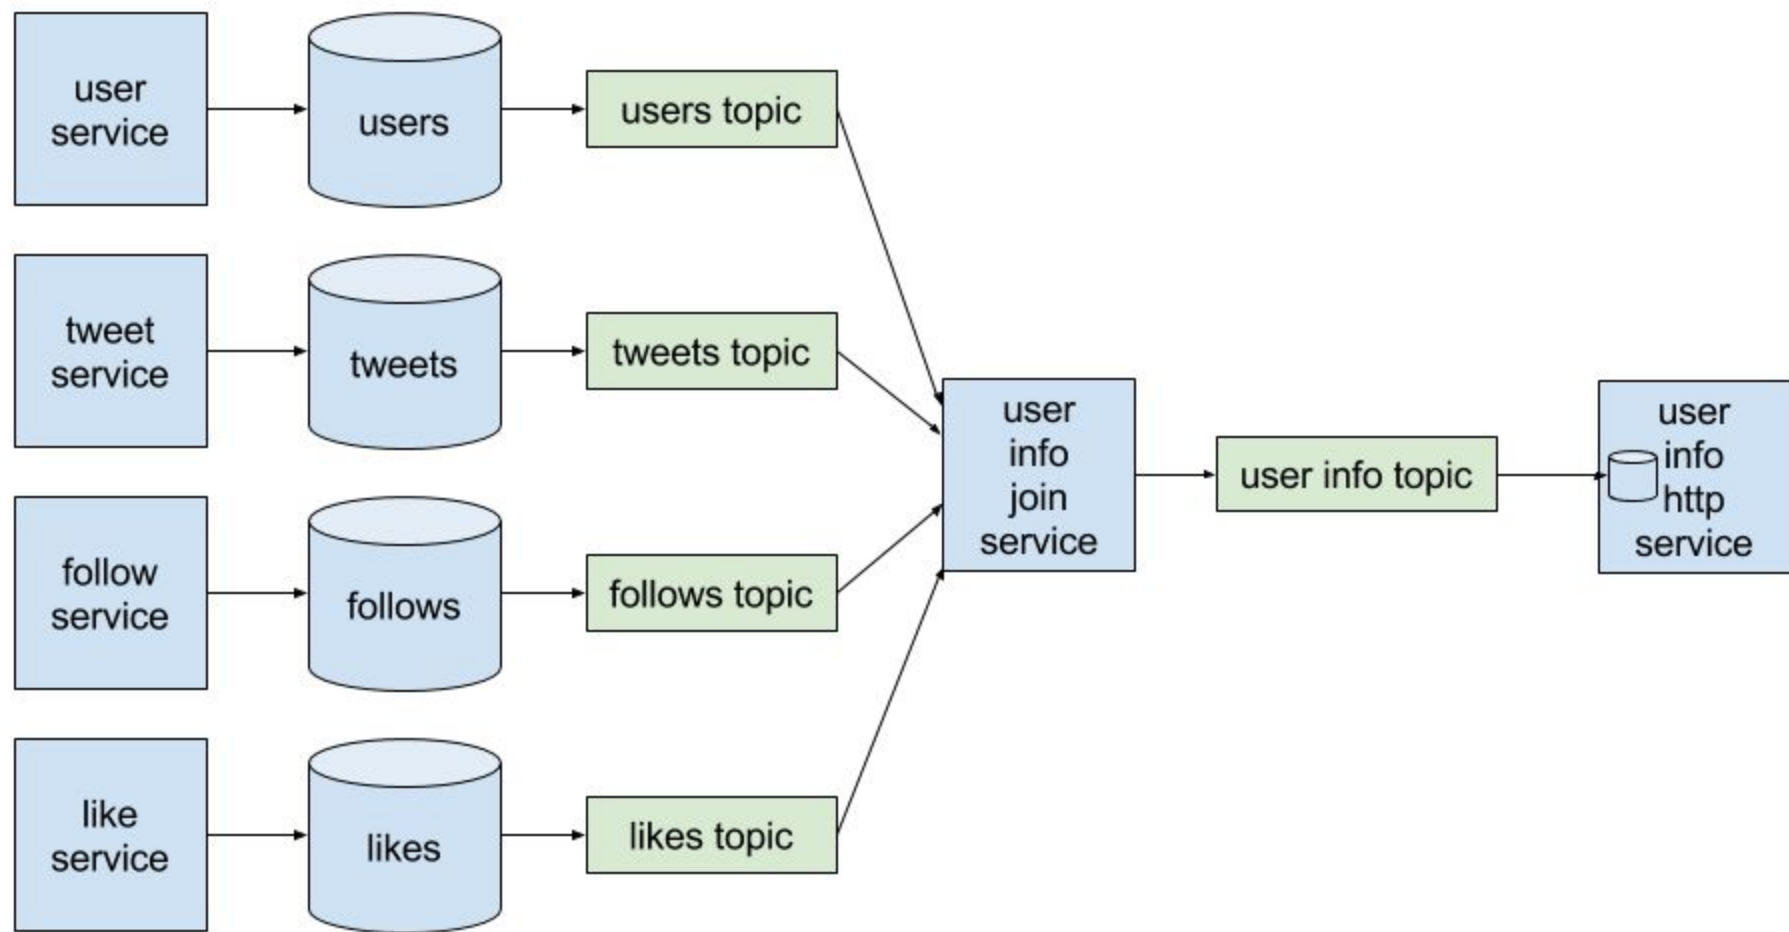 user
service
users
users topic
tweet
service
tweets
tweets topic
user
info
join
service
user info topic
user
info
http
service
follow
service
follows
follows topic
like
service
likes
likes topic